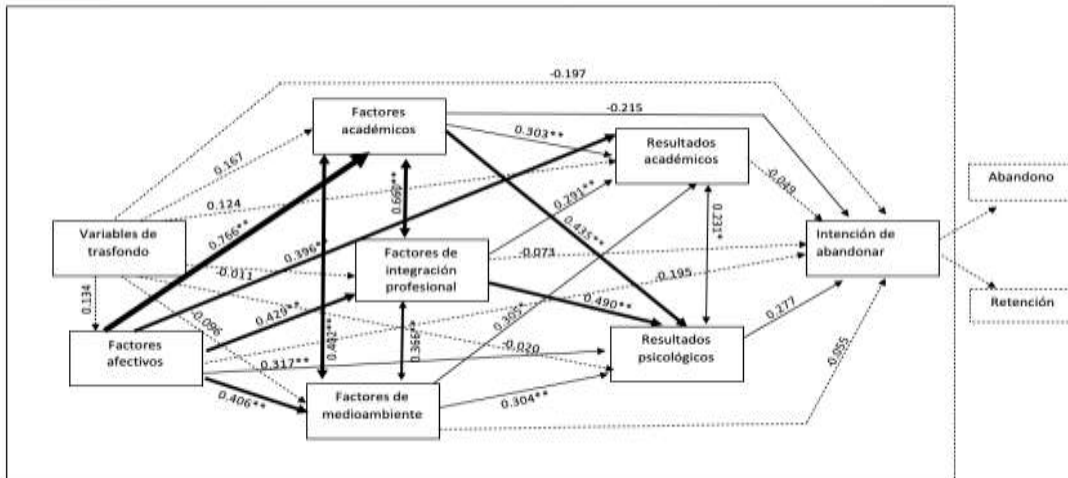 -0.197
Factores
académicos
-0.215
0.303**
Resultados
académicos
0.167
-0.049
Abandono
0.660**
0.291**
0.124
0.766**
0.435**
0.231*
Variables de
trasfondo
0.396**
Factores de
integración
profesional
-0.073
Intención de
abandonar
-0.011
-0.195
0.134
0.429**
0.490**
Retención
-0.096
0.305*
0.277
Factores
afectivos
0.366**
-0.020
Resultados
psicológicos
0.317**
-0.055
0.406**
Factores de
medioambiente
0.304**